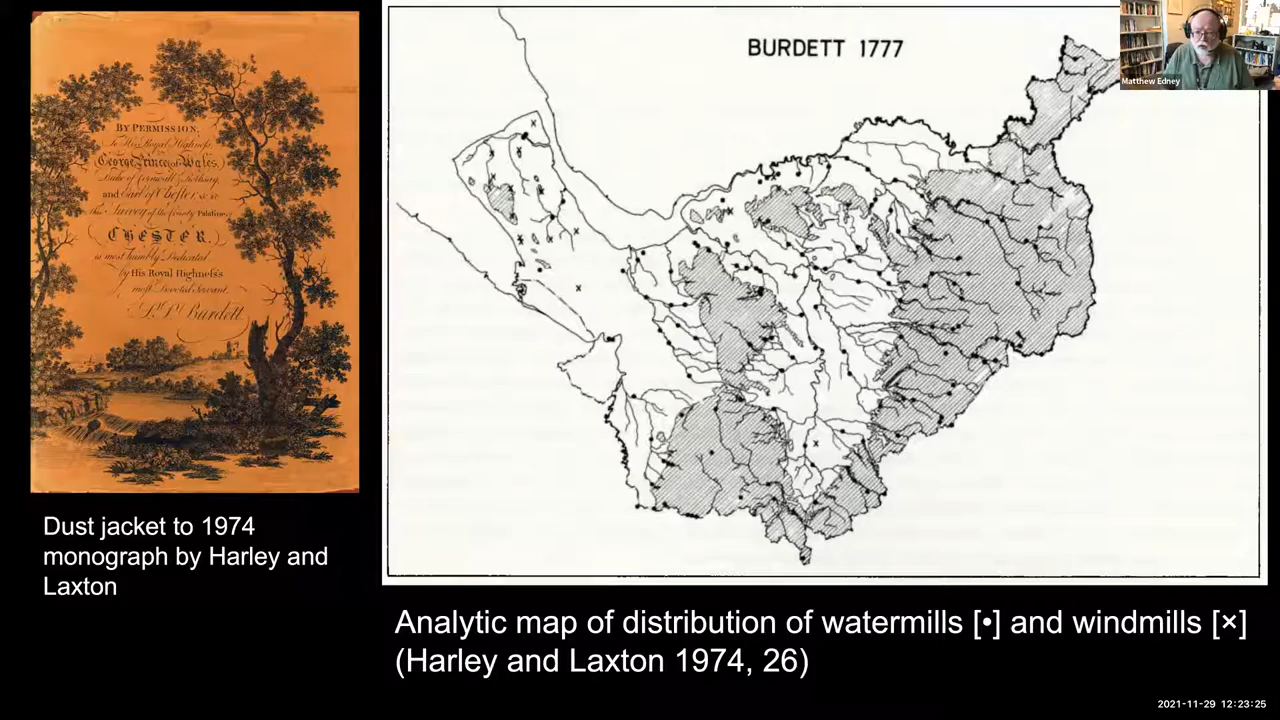 By Permission,
To His Royal Highness,
George Prince of Wales,
Duke of Cornwall & Rothsay,
and Earl of Chester, &c &c
this Survey of the County Palatine of
CHESTER,
is most humbly Dedicated
by His Royal Highness's
most Devoted Servant,
P.P. Burdett.
Dust jacket to 1974
monograph by Harley and
Laxton
BURDETT 1777
Matthew Edney
Analytic map of distribution of watermills [•] and windmills [×]
(Harley and Laxton 1974, 26)
2021-11-29 12:23:25